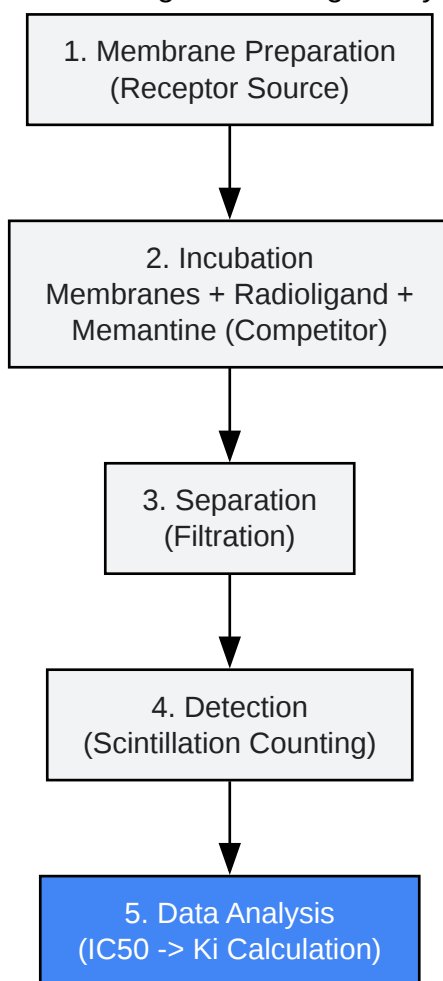 1. Membrane Preparation
(Receptor Source)
2. Incubation
Membranes + Radioligand +
Memantine (Competitor)
3. Separation
(Filtration)
4. Detection
(Scintillation Counting)
5. Data Analysis
(IC50 -> Ki Calculation)